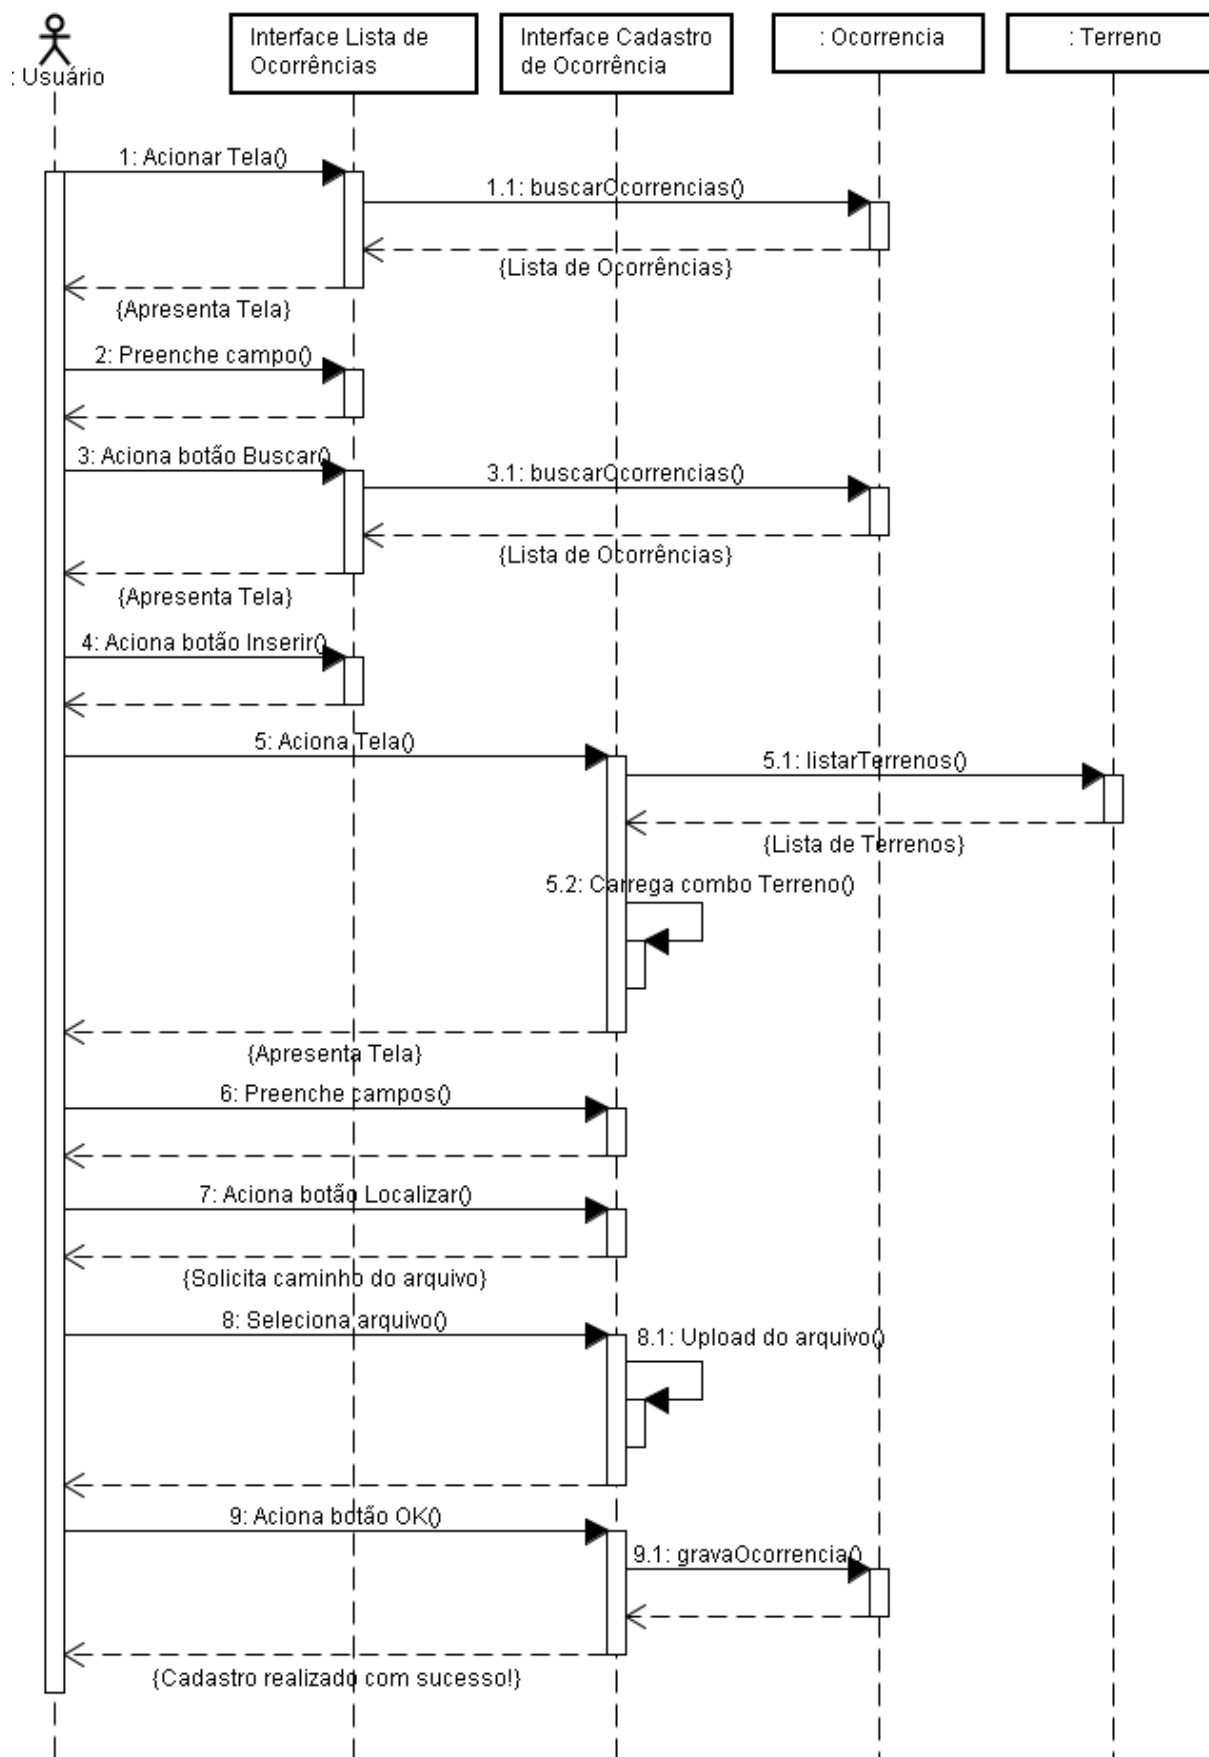 : Usuário
Interface Lista de
Ocorrências
Interface Cadastro
de Ocorrência
: Ocorrencia
: Terreno
1: Acionar Tela()
1.1: buscarOcorrencias()
{Lista de Ocorrências}
{Apresenta Tela}
2: Preenche campo()
3: Aciona botão Buscar()
3.1: buscarOcorrencias()
{Lista de Ocorrências}
{Apresenta Tela}
4: Aciona botão Inserir()
5: Aciona Tela()
5.1: listarTerrenos()
{Lista de Terrenos}
5.2: Carrega combo Terreno()
{Apresenta Tela}
6: Preenche campos()
7: Aciona botão Localizar()
{Solicita caminho do arquivo}
8: Seleciona arquivo()
8.1: Upload do arquivo()
9: Aciona botão OK()
9.1: gravaOcorrencia()
{Cadastro realizado com sucesso!}